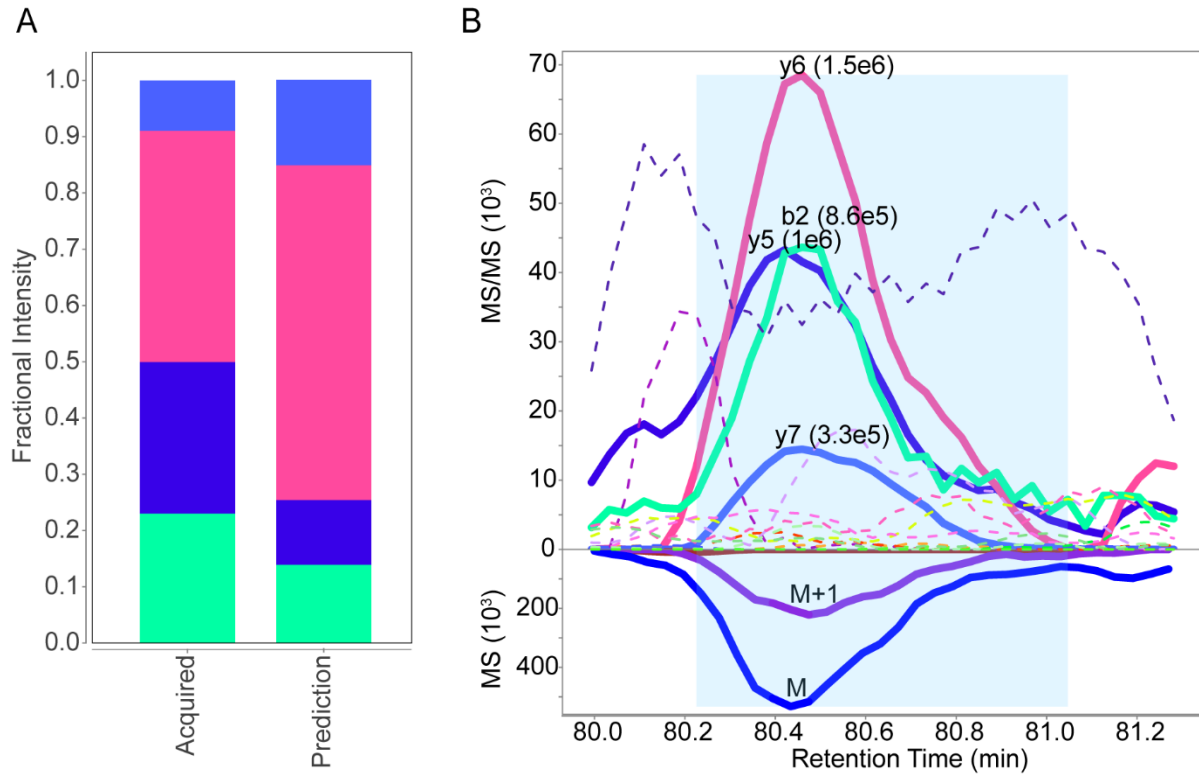 A
Fractional Intensity
1.0
0.9
0.8
0.7
0.6
0.5
0.4
0.3
0.2
0.1
0.0
Acquired
Prediction
B
MS/MS (10³)
70
60
50
40
30
20
10
0
y6 (1.5e6)
b2 (8.6e5)
y5 (1e6)
y7 (3.3e5)
MS (10³)
200
400
M+1
M
80.0 80.2 80.4 80.6 80.8 81.0 81.2
Retention Time (min)